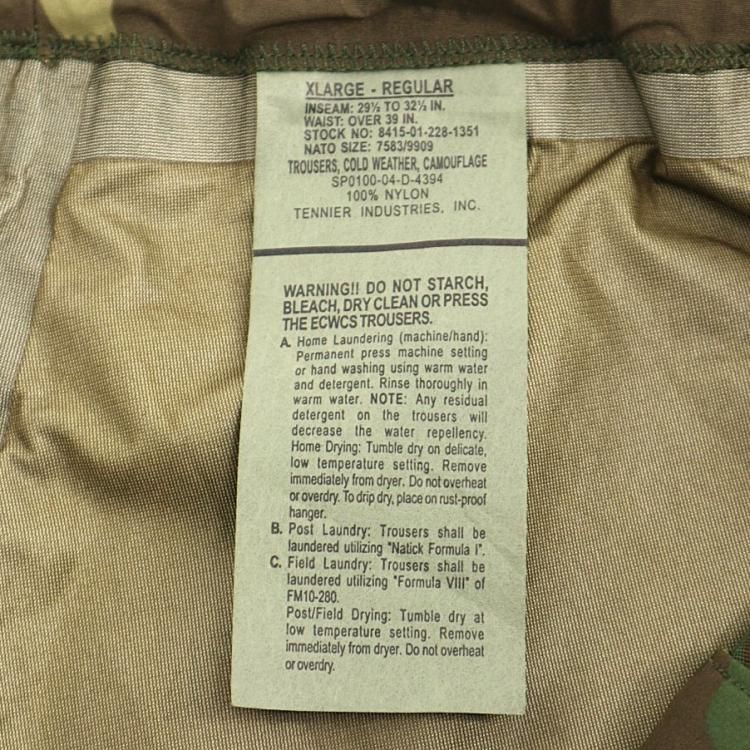 XLARGE - REGULAR
INSEAM: 29½ TO 32½ IN.
WAIST: OVER 39 IN.
STOCK NO: 8415-01-228-1351
NATO SIZE: 7583/9909
TROUSERS, COLD WEATHER, CAMOUFLAGE
SP0100-04-D-4394
100% NYLON
TENNIER INDUSTRIES, INC.
WARNING!! DO NOT STARCH,
BLEACH, DRY CLEAN OR PRESS
THE ECWCS TROUSERS.
A. Home Laundering (machine/hand):
Permanent press machine setting
or hand washing using warm water
and detergent. Rinse thoroughly in
warm water. NOTE: Any residual
detergent on the trousers will
decrease the water repellency.
Home Drying: Tumble dry on delicate,
low temperature setting. Remove
immediately from dryer. Do not overheat
or overdry. To drip dry, place on rust-proof
hanger.
B. Post Laundry: Trousers shall be
laundered utilizing "Natick Formula I".
C. Field Laundry: Trousers shall be
laundered utilizing "Formula VIII" of
FM10-280.
Post/Field Drying: Tumble dry at
low temperature setting. Remove
immediately from dryer. Do not overheat
or overdry.